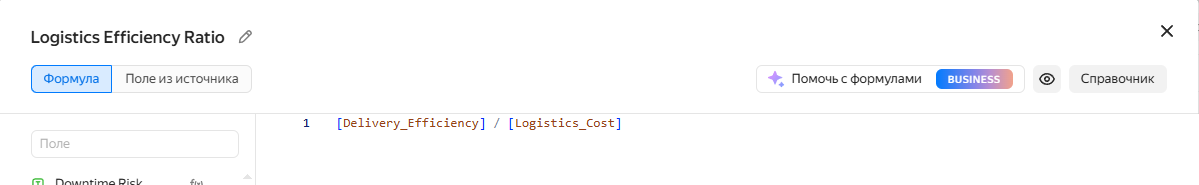 Logistics Efficiency Ratio
Формула Поле из источника
Помочь с формулами BUSINESS Справочник
1 [Delivery_Efficiency] / [Logistics_Cost]
Поле
Downtime Risk f(x)